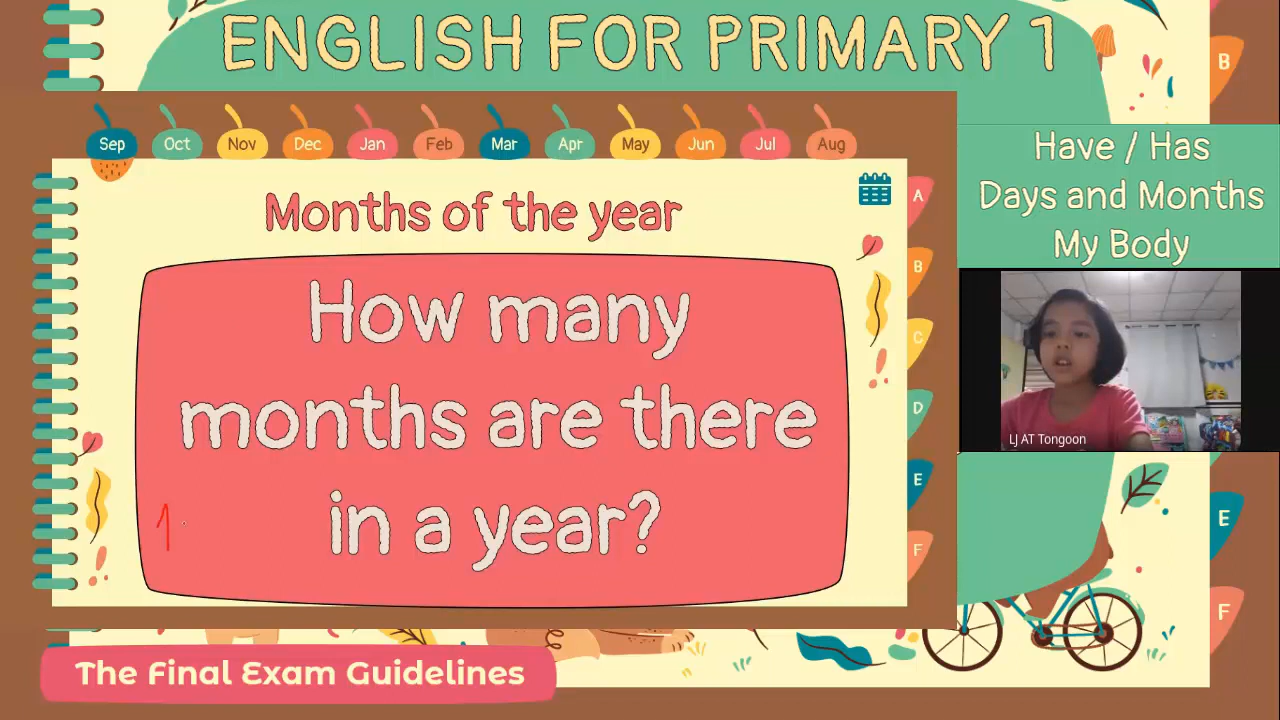 ENGLISH FOR PRIMARY 1
B
Sep Oct Nov Dec Jan Feb Mar Apr May Jun Jul Aug
Months of the year
How many
months are there
in a year?
1
A
B
C
D
E
F
Have / Has
Days and Months
My Body
LJ AT Tongoon
E
F
The Final Exam Guidelines